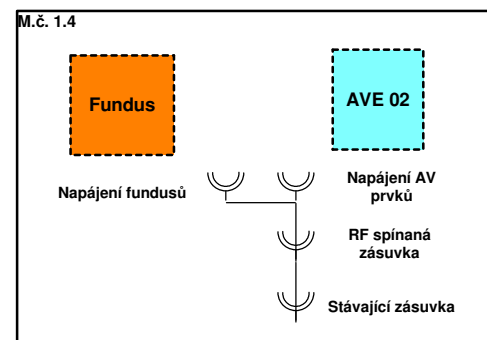 M.č. 1.4
Fundus
AVE 02
Napájení fundusů
Napájení AV
prvků
RF spínaná
zásuvka
Stávající zásuvka